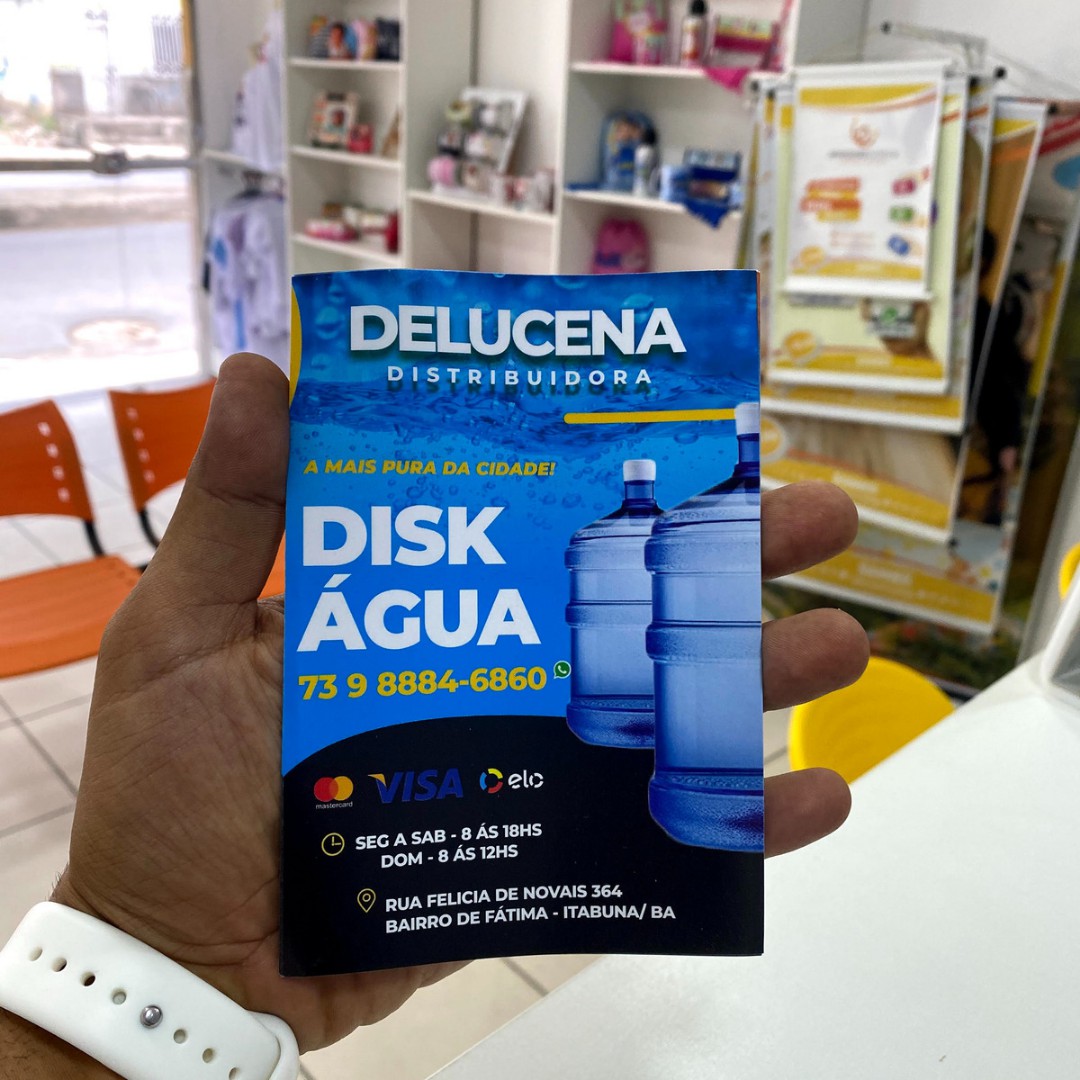 DELUCENA
DISTRIBUIDORA
A MAIS PURA DA CIDADE!
DISK
ÁGUA
73 9 8884-6860
mastercard
VISA
elo
SEG A SAB - 8 ÁS 18HS
DOM - 8 ÁS 12HS
RUA FELICIA DE NOVAIS 364
BAIRRO DE FÁTIMA - ITABUNA/ BA